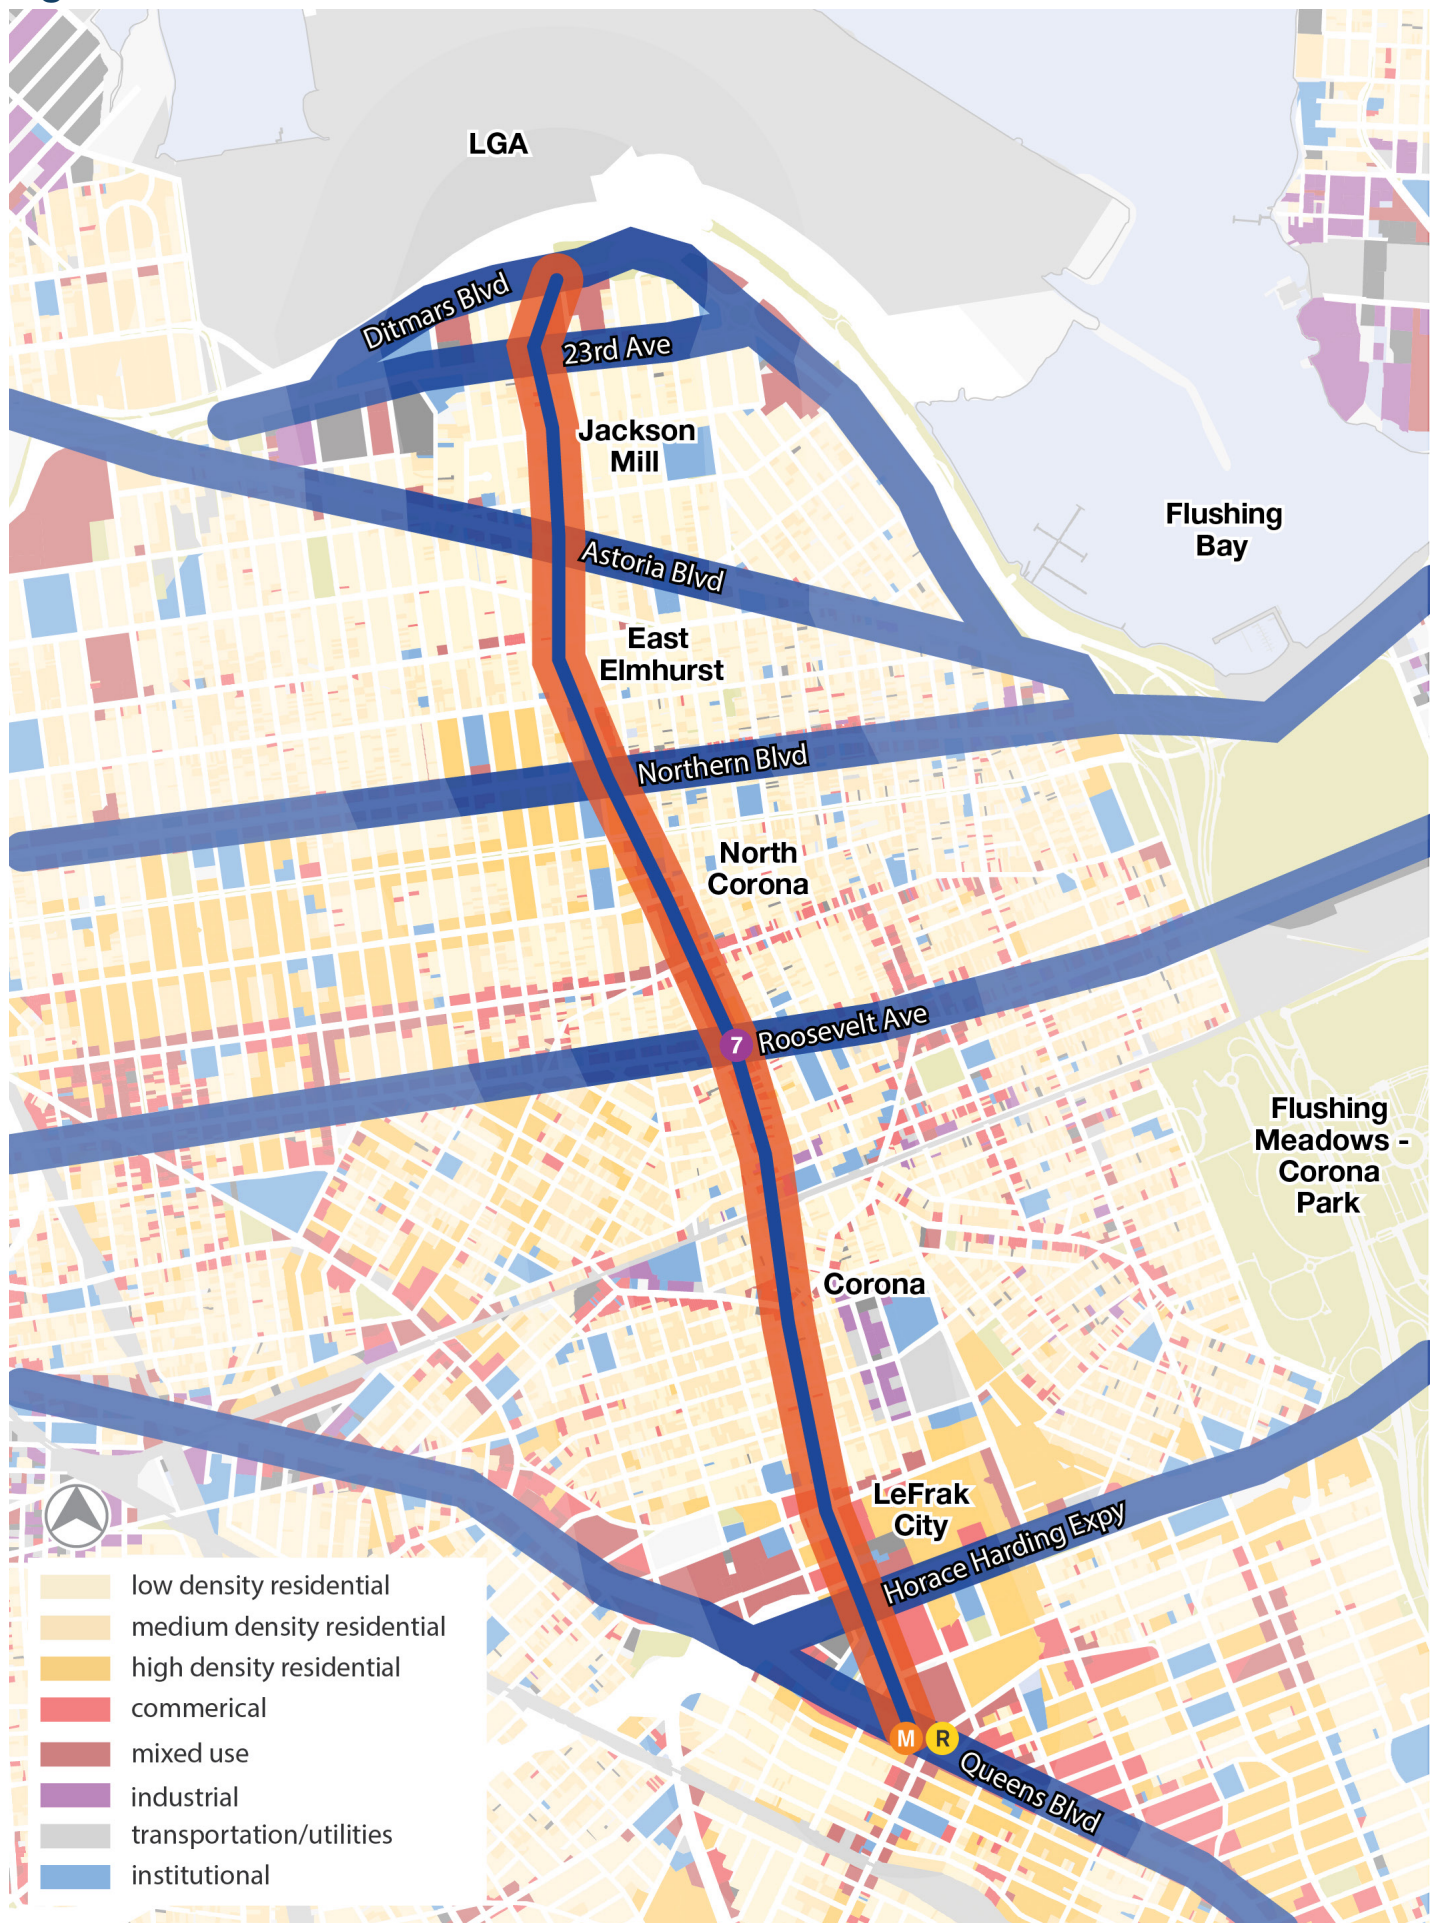 LGA
Ditmars Blvd
23rd Ave
Jackson
Mill
Flushing
Bay
Astoria Blvd
East
Elmhurst
Northern Blvd
North
Corona
7
Roosevelt Ave
Flushing
Meadows -
Corona
Park
Corona
LeFrak
City
Horace Harding Expy
M
R
Queens Blvd
low density residential
medium density residential
high density residential
commerical
mixed use
industrial
transportation/utilities
institutional